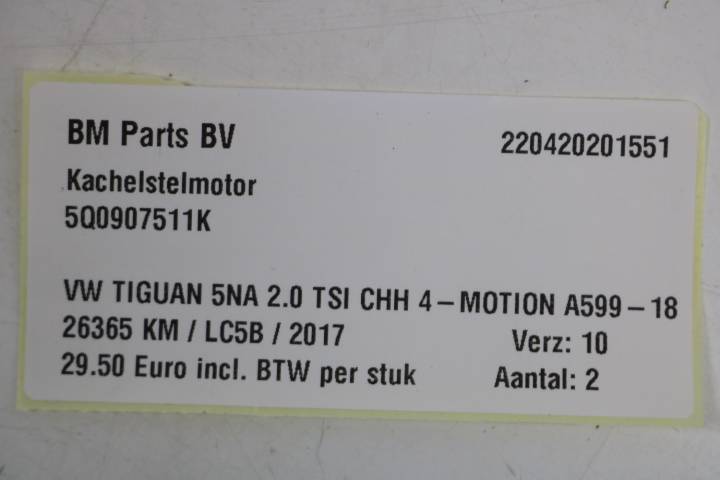 BM Parts BV 220420201551
Kachelstelmotor
5Q0907511K
VW TIGUAN 5NA 2.0 TSI CHH 4-MOTION A599-18
26365 KM / LC5B / 2017 Verz: 10
29.50 Euro incl. BTW per stuk Aantal: 2